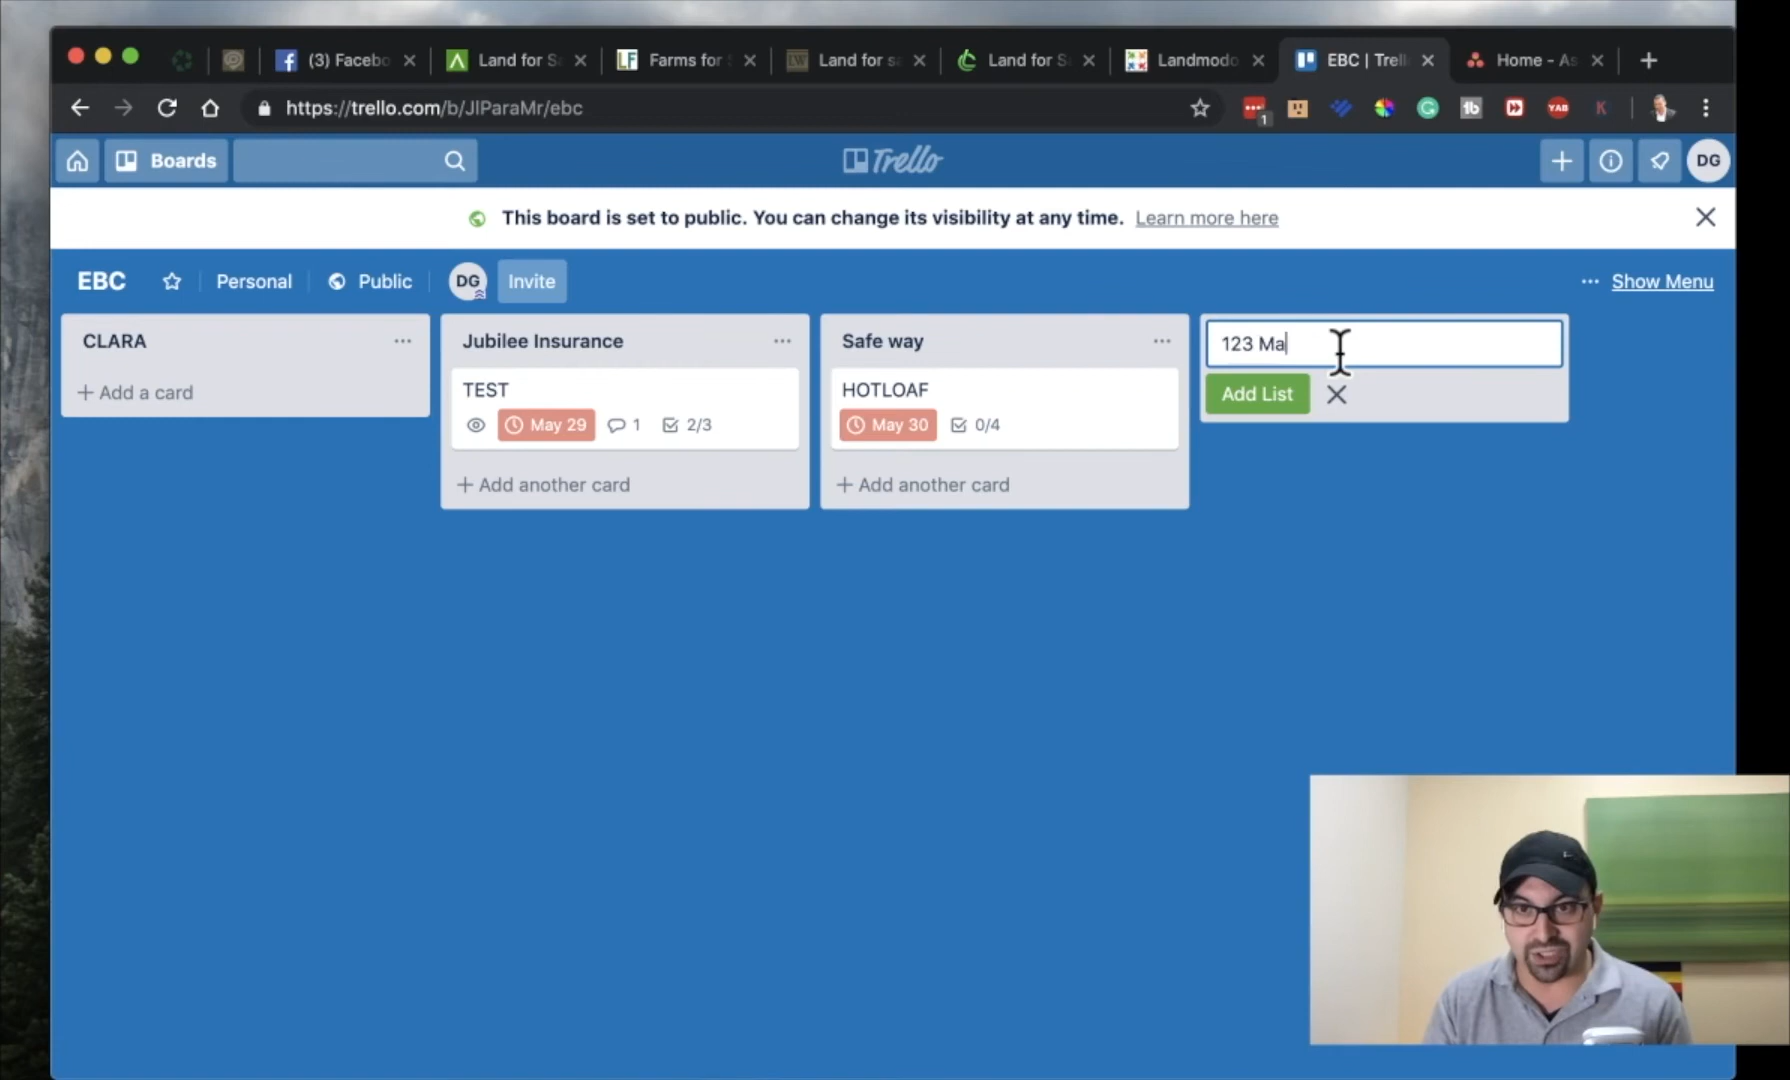 (3) Facebo
Land for S
Farms for
Land for sa
Land for S
Landmodo
EBC | Trell
Home - As
https://trello.com/b/JIParaMr/ebc
1
YAB
K
Boards
Trello
DG
This board is set to public. You can change its visibility at any time. Learn more here
EBC
Personal
Public
DG
Invite
Show Menu
CLARA
Add a card
Jubilee Insurance
TEST
May 29
1
2/3
Add another card
Safe way
HOTLOAF
May 30
0/4
Add another card
123 Ma
Add List